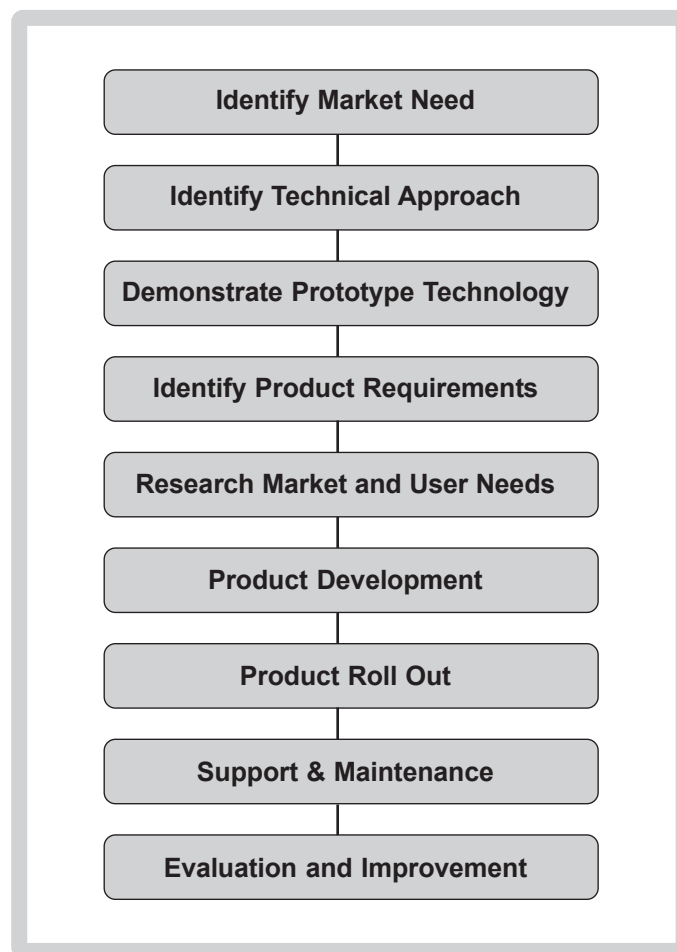 Identify Market Need
Identify Technical Approach
Demonstrate Prototype Technology
Identify Product Requirements
Research Market and User Needs
Product Development
Product Roll Out
Support & Maintenance
Evaluation and Improvement